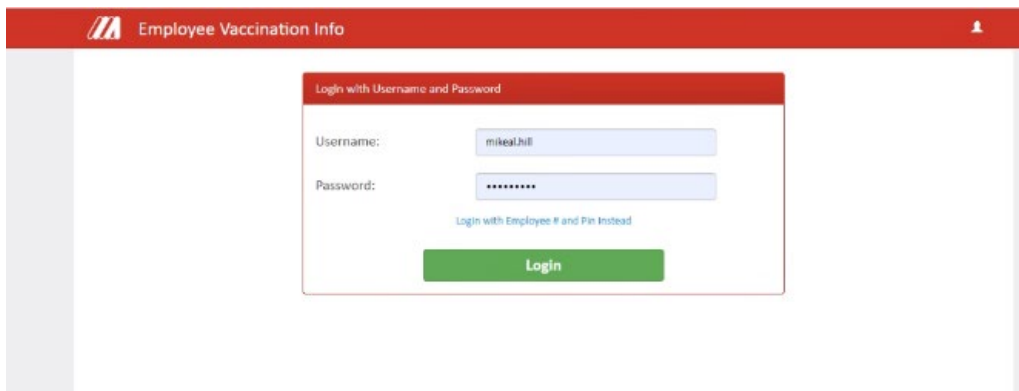 Employee Vaccination Info
Login with Username and Password
Username: mikeal.hill
Password: •••••••••
Login with Employee # and Pin Instead
Login